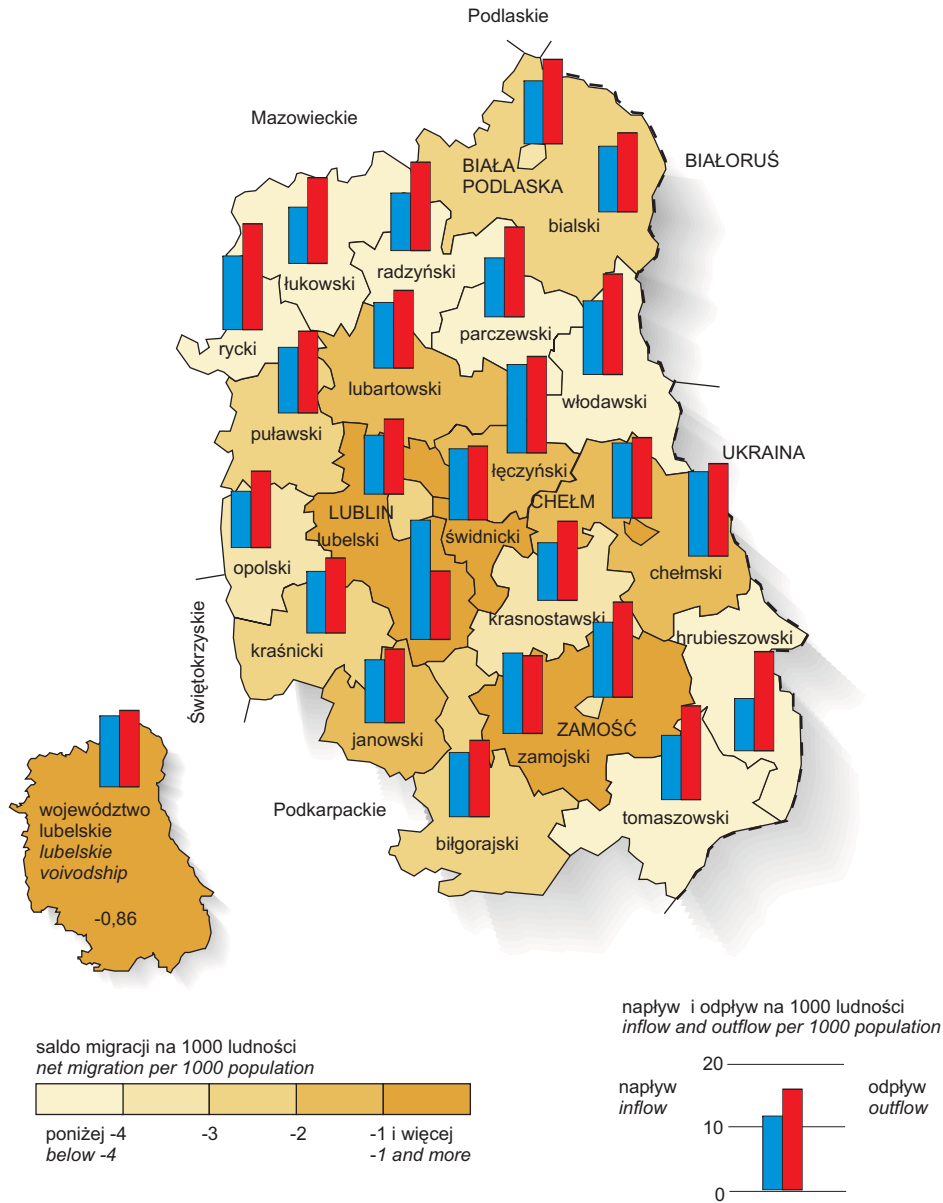 Podlaskie
Mazowieckie
BIAŁORUŚ
BIAŁA
PODLASKA
bialski
łukowski
radzyński
parczewski
rycki
lubartowski
włodawski
puławski
UKRAINA
łęczyński
CHEŁM
LUBLIN
lubelski
świdnicki
opolski
chełmski
krasnostawski
hrubieszowski
kraśnicki
Świętokrzyskie
janowski
ZAMOŚĆ
zamojski
Podkarpackie
tomaszowski
biłgorajski
województwo
lubelskie
lubelskie
voivodship
-0,86
saldo migracji na 1000 ludności
net migration per 1000 population
poniżej -4
below -4
-3
-2
-1 i więcej
-1 and more
napływ i odpływ na 1000 ludności
inflow and outflow per 1000 population
20
napływ
inflow
odpływ
outflow
10
0